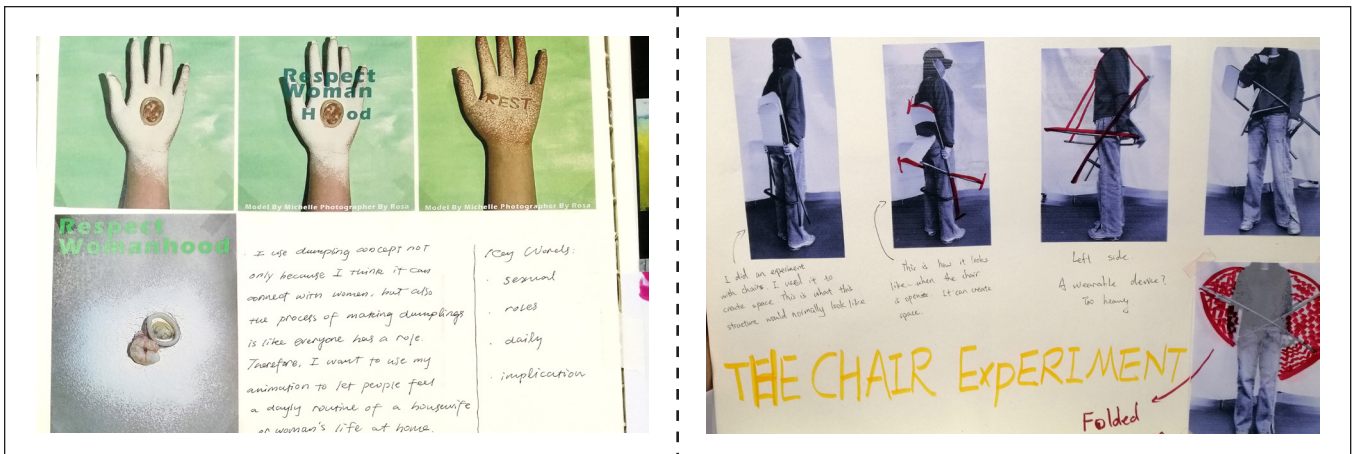 Respect
Woman
H od
REST
Model By Michelle Photographer By Rosa
Model By Michelle Photographer By Rosa
Respect
Womanhood
. I use dumpling concept not
only because I think it can
connect with women, but also
the process of making dumplings
is like everyone has a role.
Therefore, I want to use my
animation to let people feel
a dayly routine of a housewife
or woman's life at home.
Key Words:
. sexual
. roles
. daily
. implication
I did an experiment
with chairs. I used it to
create space. This is what this
structure would normally look like
This is how it looks
like when the chair
is open. It can create
space.
Left side.
A wearable device?
Too heavy
THE CHAIR ExpERIMENT
Folded